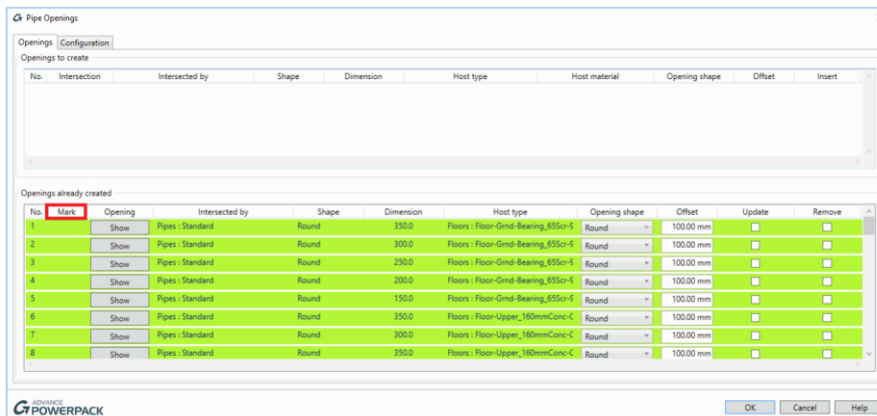 Pipe Openings
Openings Configuration
Openings to create
No. Intersection Intersected by Shape Dimension Host type Host material Opening shape Offset Insert
Openings already created
No. Mark Opening Intersected by Shape Dimension Host type Opening shape Offset Update Remove
1 Show Pipes : Standard Round 350.0 Floors : Floor-Grnd-Bearing_65Scr-9 Round 100.00 mm
2 Show Pipes : Standard Round 300.0 Floors : Floor-Grnd-Bearing_65Scr-9 Round 100.00 mm
3 Show Pipes : Standard Round 250.0 Floors : Floor-Grnd-Bearing_65Scr-9 Round 100.00 mm
4 Show Pipes : Standard Round 200.0 Floors : Floor-Grnd-Bearing_65Scr-9 Round 100.00 mm
5 Show Pipes : Standard Round 150.0 Floors : Floor-Grnd-Bearing_65Scr-9 Round 100.00 mm
6 Show Pipes : Standard Round 350.0 Floors : Floor-Upper_160mmConc-C Round 100.00 mm
7 Show Pipes : Standard Round 300.0 Floors : Floor-Upper_160mmConc-C Round 100.00 mm
8 Show Pipes : Standard Round 350.0 Floors : Floor-Upper_160mmConc-C Round 100.00 mm
ADVANCE
POWERPACK
OK Cancel Help